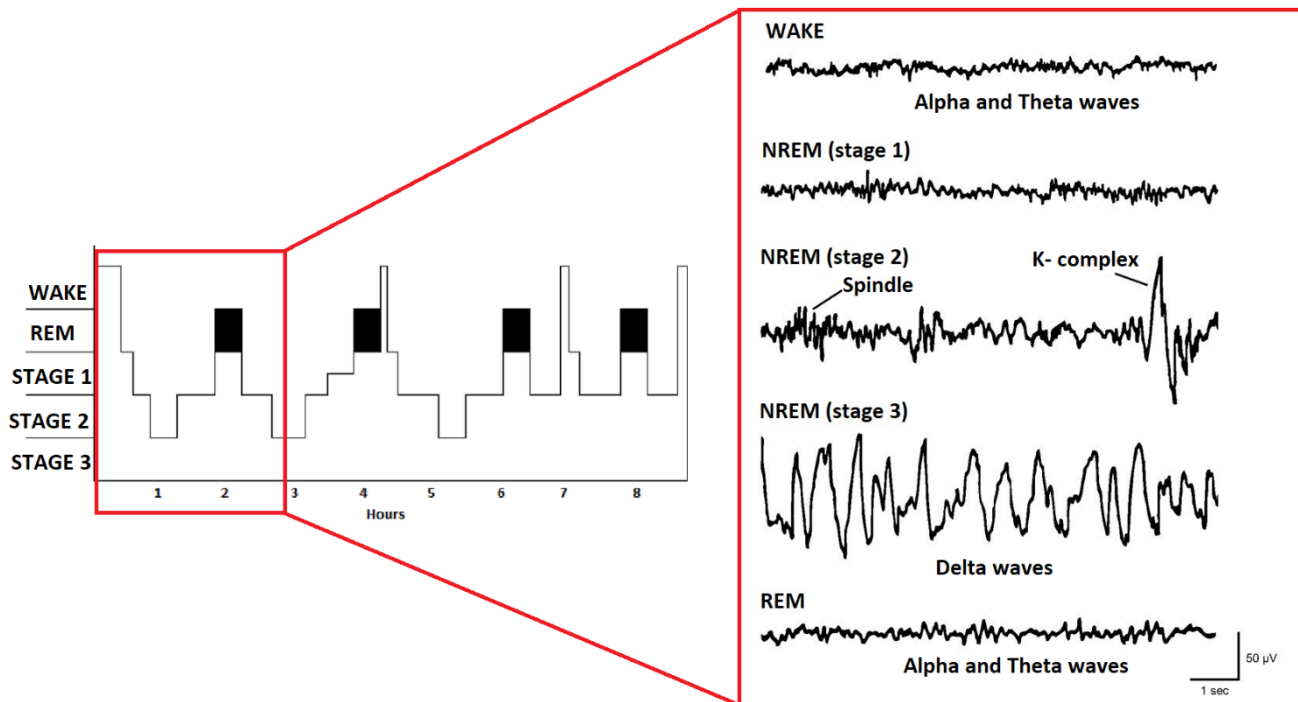 WAKE
REM
STAGE 1
STAGE 2
STAGE 3
1 2 3 4 5 6 7 8
Hours
WAKE
Alpha and Theta waves
NREM (stage 1)
NREM (stage 2)
Spindle
K- complex
NREM (stage 3)
Delta waves
REM
Alpha and Theta waves
50 µV
1 sec